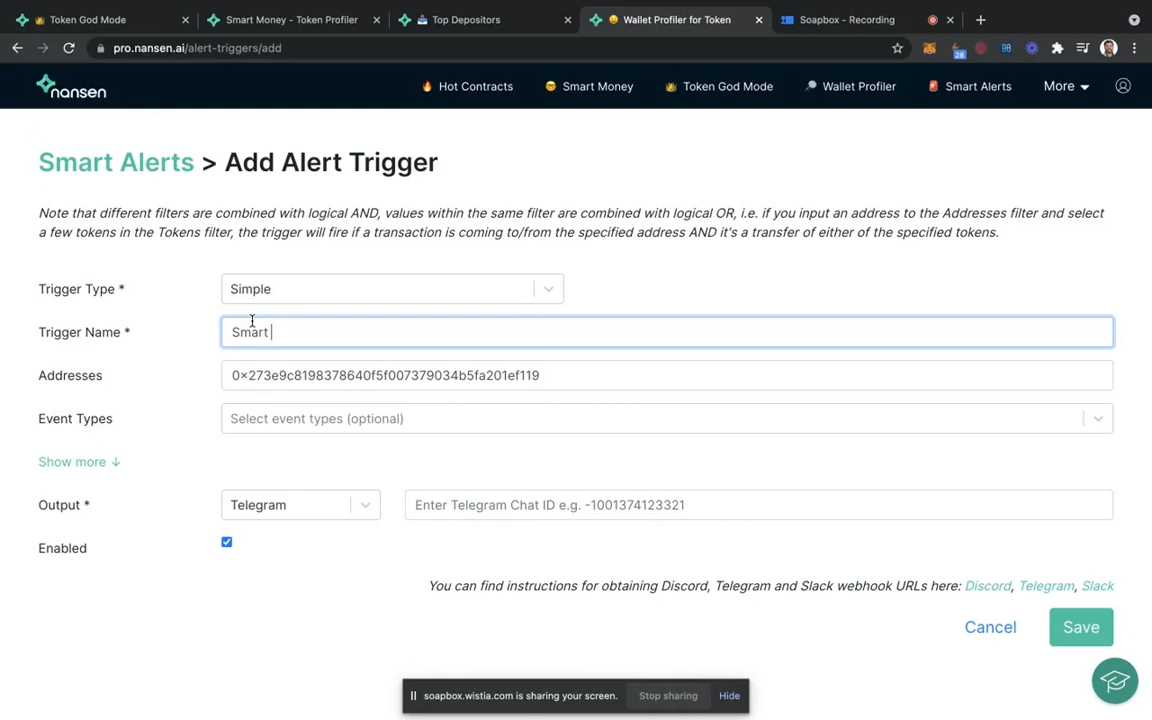 Token God Mode
Smart Money - Token Profiler
Top Depositors
Wallet Profiler for Token
Soapbox - Recording
pro.nansen.ai/alert-triggers/add
28
nansen
Hot Contracts
Smart Money
Token God Mode
Wallet Profiler
Smart Alerts
More
Smart Alerts > Add Alert Trigger
Note that different filters are combined with logical AND, values within the same filter are combined with logical OR, i.e. if you input an address to the Addresses filter and select
a few tokens in the Tokens filter, the trigger will fire if a transaction is coming to/from the specified address AND it's a transfer of either of the specified tokens.
Trigger Type *
Simple
Trigger Name *
Smart
Addresses
0x273e9c8198378640f5f007379034b5fa201ef119
Event Types
Select event types (optional)
Show more ↓
Output *
Telegram
Enter Telegram Chat ID e.g. -1001374123321
Enabled
You can find instructions for obtaining Discord, Telegram and Slack webhook URLs here: Discord, Telegram, Slack
Cancel
Save
soapbox.wistia.com is sharing your screen.
Stop sharing
Hide